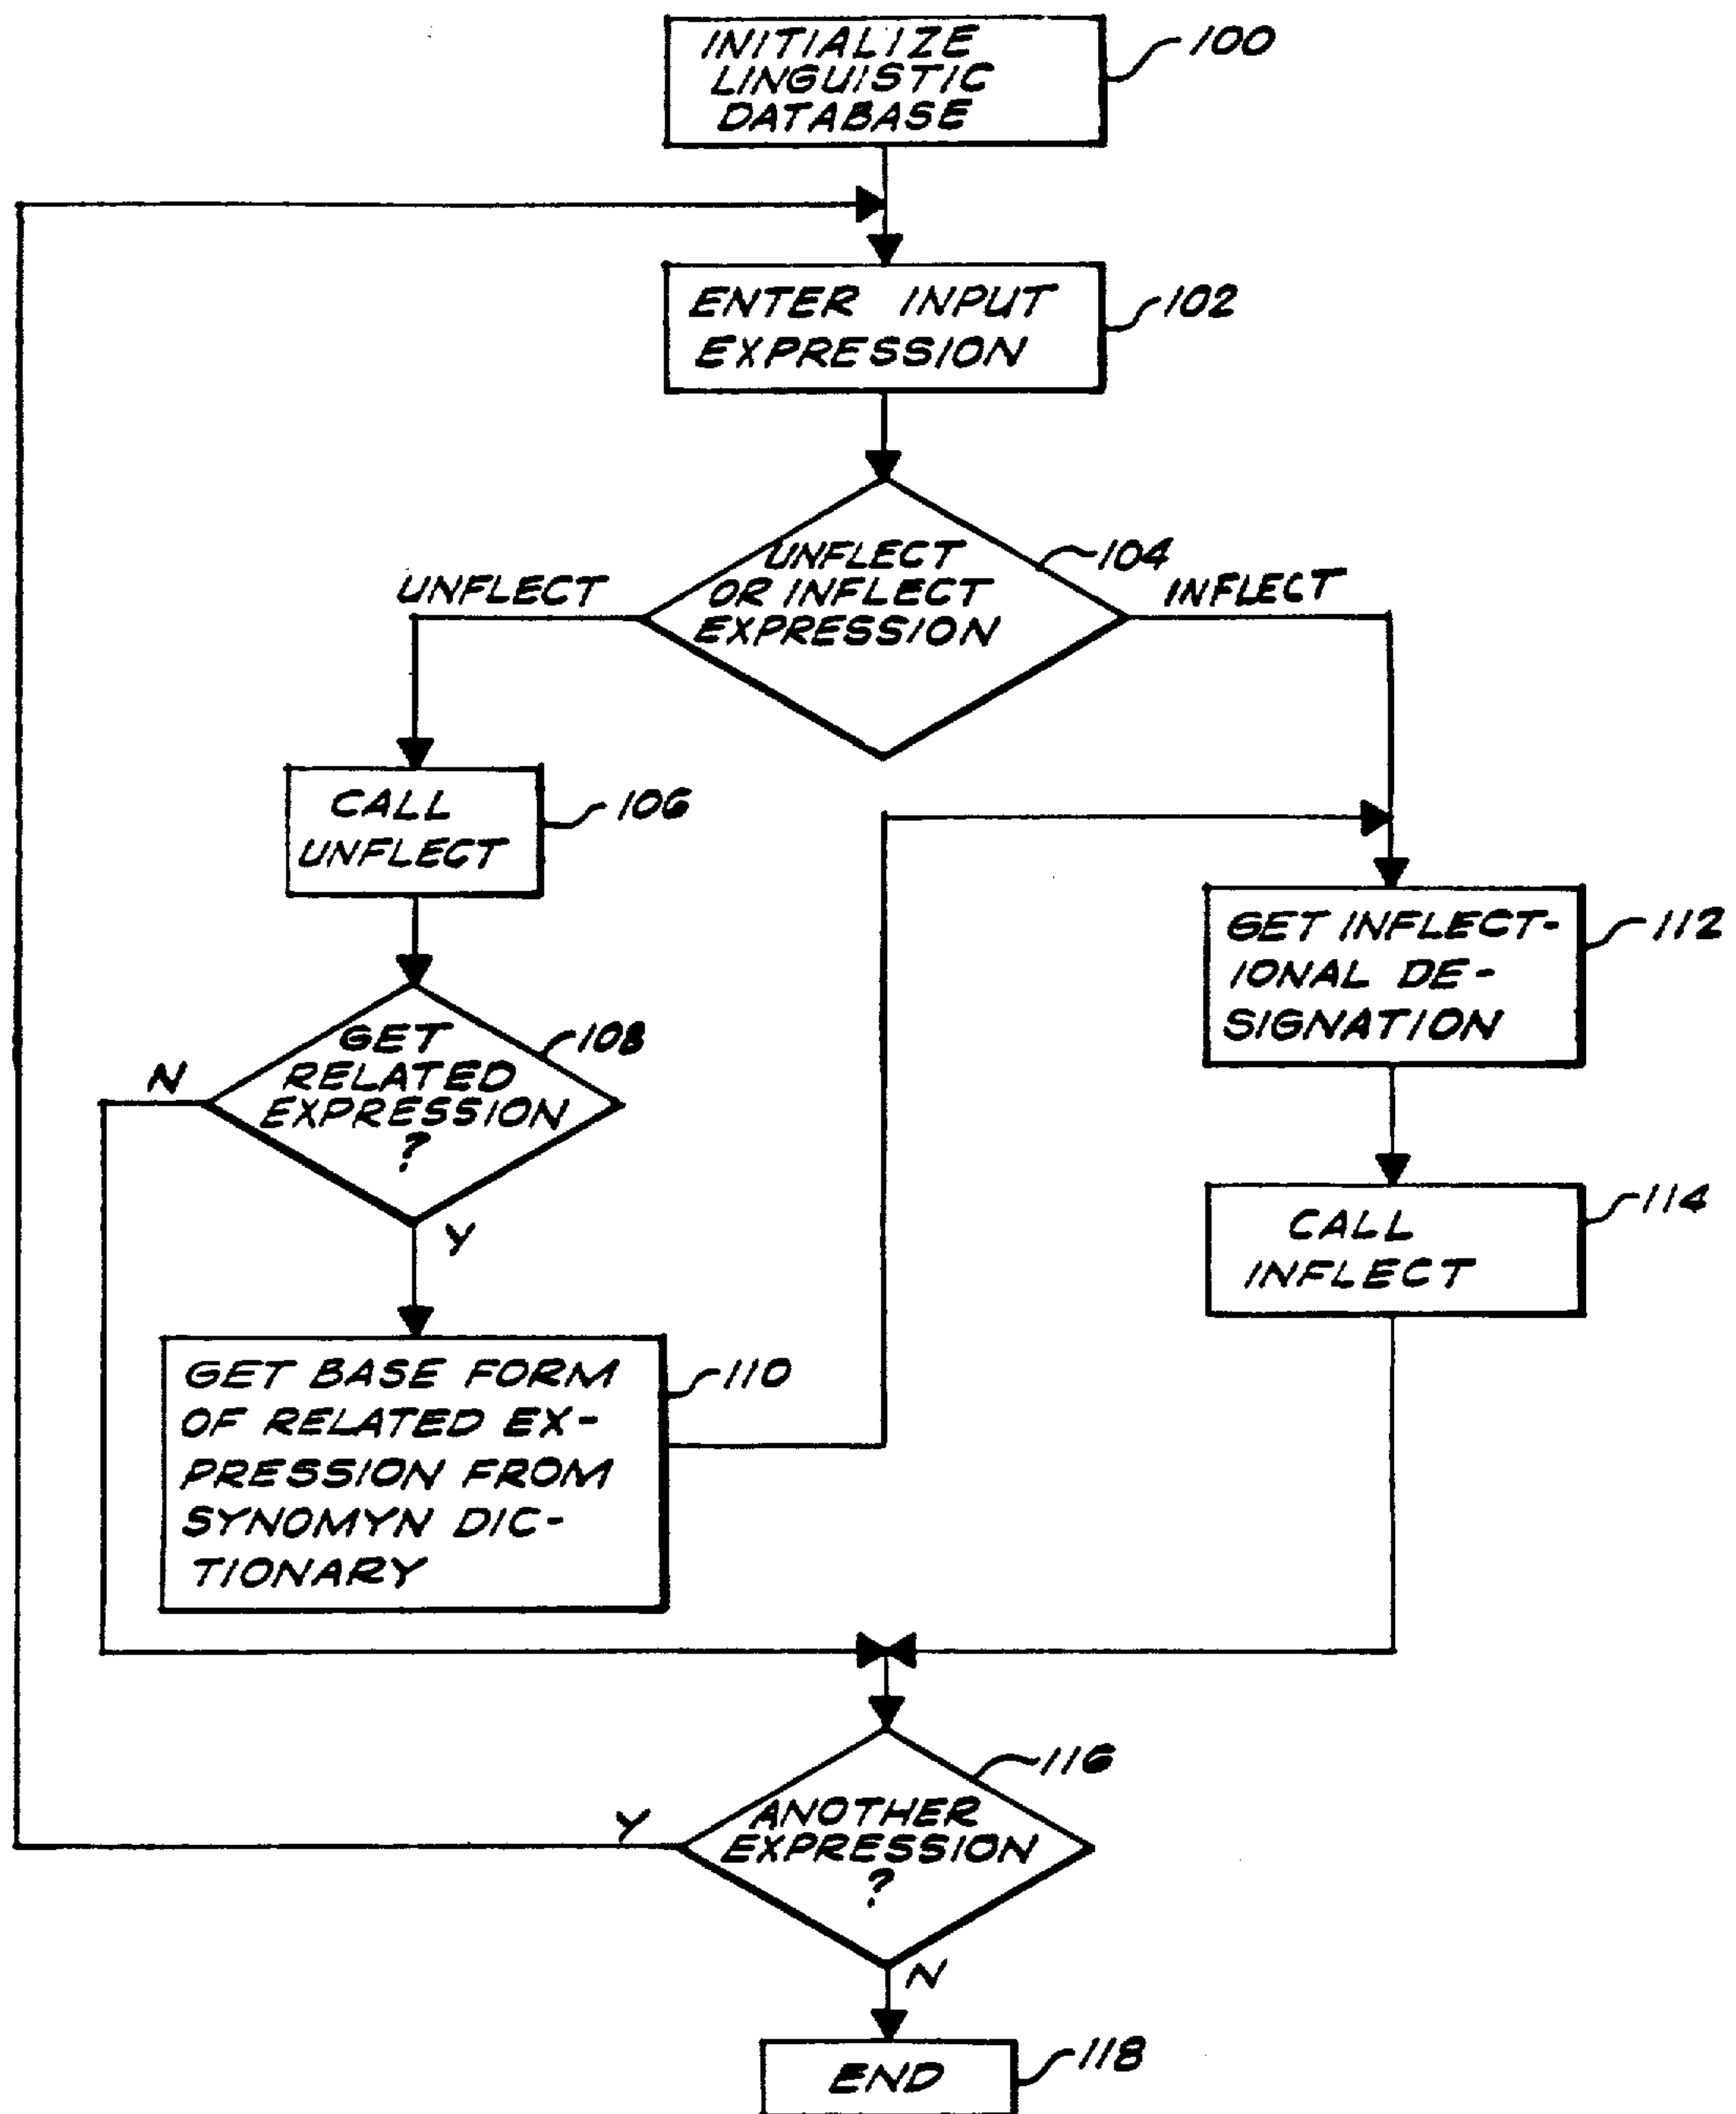 INITIALIZE
LINGUISTIC
DATABASE
100
ENTER INPUT
EXPRESSION
102
UNFLECT
OR INFLECT
EXPRESSION
104
UNFLECT
INFLECT
CALL
UNFLECT
106
GET INFLECT-
IONAL DE-
SIGNATION
112
GET
RELATED
EXPRESSION
?
108
N
Y
CALL
INFLECT
114
GET BASE FORM
OF RELATED EX-
PRESSION FROM
SYNOMYN DIC-
TIONARY
110
ANOTHER
EXPRESSION
?
116
Y
N
END
118